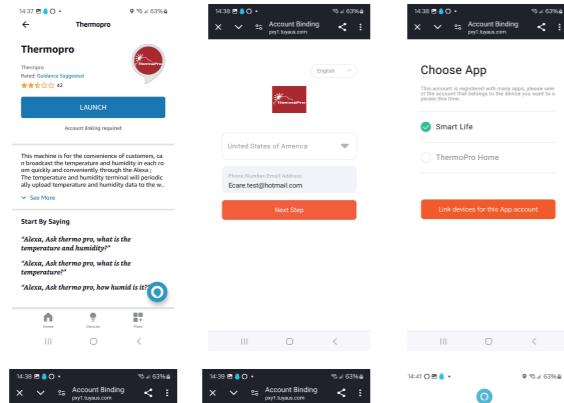 14:37
63%
Thermopro
Thermopro
Thermpro
Rated: Guidance Suggested
42
LAUNCH
Account linking required
This machine is for the convenience of customers, ca
n broadcast the temperature and humidity in each ro
om quickly and conveniently through the Alexa ;
The temperature and humidity terminal will periodic
ally upload temperature and humidity data to the w..
See More
Start By Saying
"Alexa, Ask thermo pro, what is the
temperature and humidity?"
"Alexa, Ask thermo pro, what is the
temperature?"
"Alexa, Ask thermo pro, how humid is it?"
Home
Devices
More
14:38
63%
Account Binding
pxy1.tuyaus.com
English
ThermoPro
United States of America
Phone Number/Email Address
Ecare.test@hotmail.com
Next Step
14:38
63%
Account Binding
pxy1.tuyaus.com
Choose App
This account is registered with many apps, please sele
ct the account that belongs to the device you want to o
perate this time.
Smart Life
ThermoPro Home
Link devices for this App account
14:38
63%
Account Binding
pxy1.tuyaus.com
14:39
63%
Account Binding
pxy1.tuyaus.com
14:41
63%